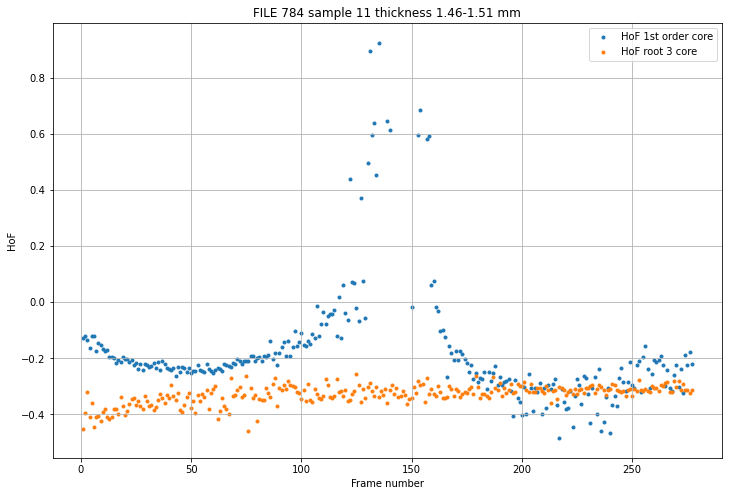 FILE 784 sample 11 thickness 1.46-1.51 mm
HoF 1st order core
HoF root 3 core
0.8
0.6
0.4
0.2
0.0
−0.2
−0.4
HoF
0 50 100 150 200 250
Frame number